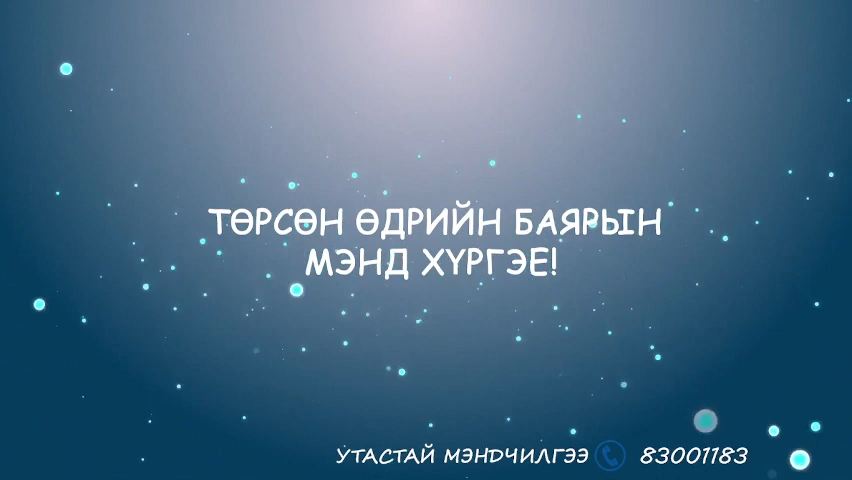 ТӨРСӨН ӨДРИЙН БАЯРЫН
МЭНД ХҮРГЭЕ!
УТАСТАЙ МЭНДЧИЛГЭЭ 83001183